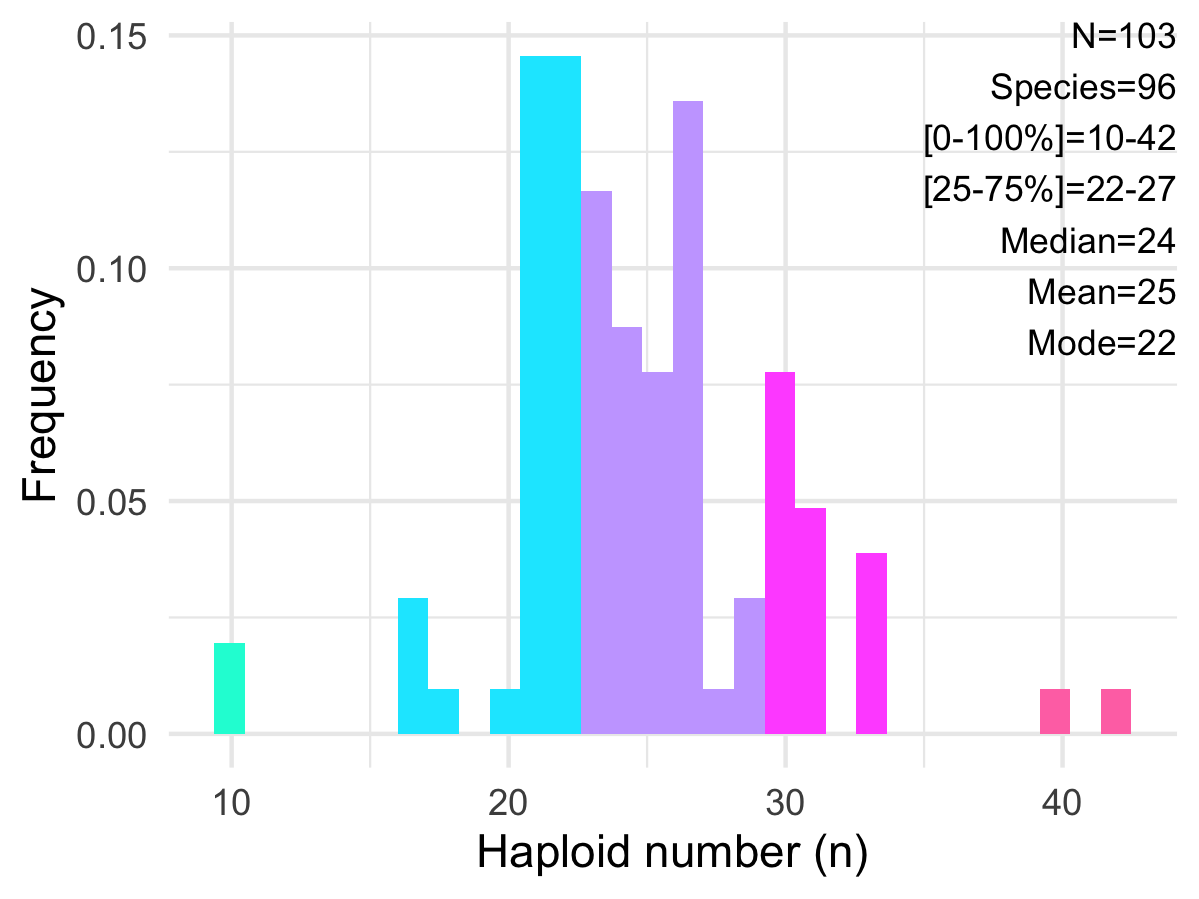 0.15
0.10
0.05
0.00
Frequency
N=103
Species=96
[0-100%]=10-42
[25-75%]=22-27
Median=24
Mean=25
Mode=22
10 20 30 40
Haploid number (n)